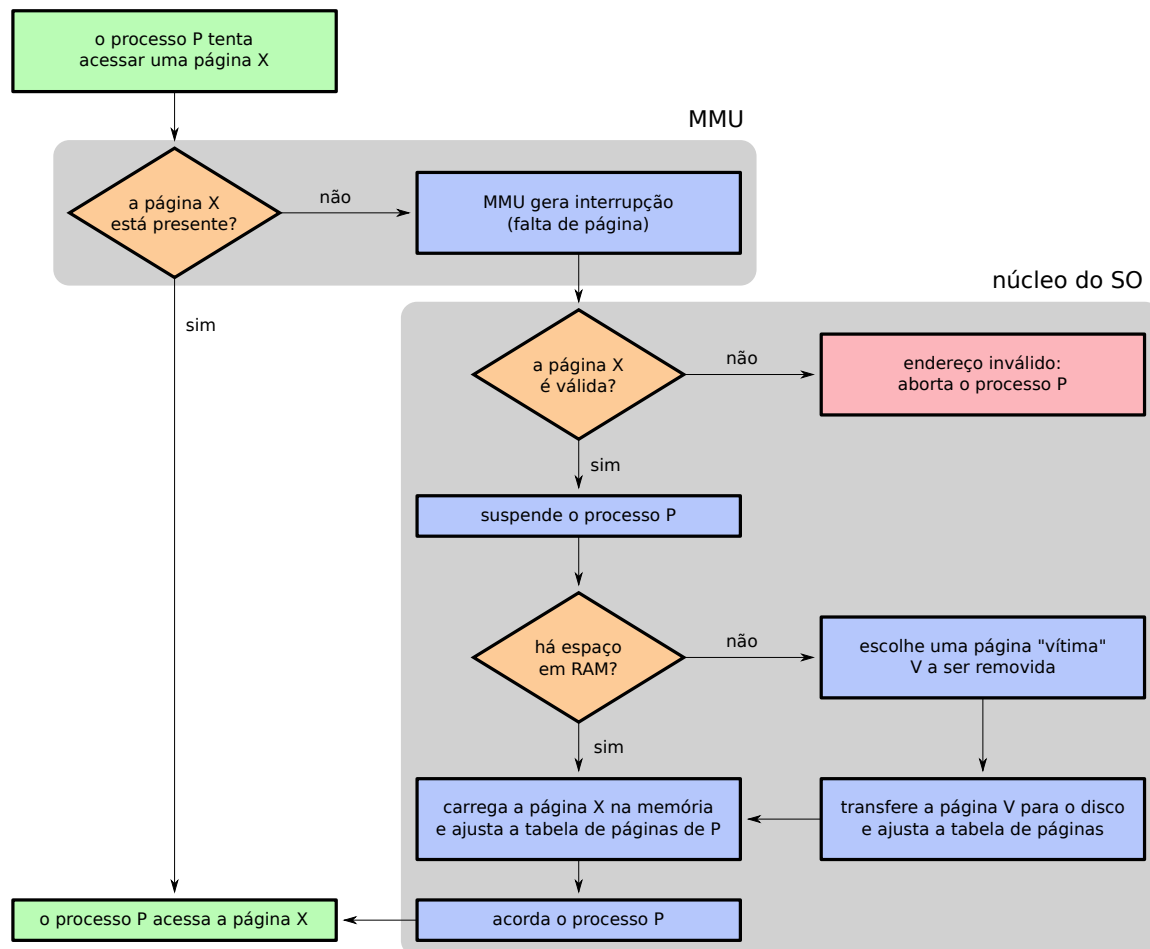 o processo P tenta
acessar uma página X
MMU
a página X
está presente?
não
MMU gera interrupção
(falta de página)
núcleo do SO
sim
a página X
é válida?
não
endereço inválido:
aborta o processo P
sim
suspende o processo P
há espaço
em RAM?
não
escolhe uma página "vítima"
V a ser removida
sim
carrega a página X na memória
e ajusta a tabela de páginas de P
transfere a página V para o disco
e ajusta a tabela de páginas
o processo P acessa a página X
acorda o processo P